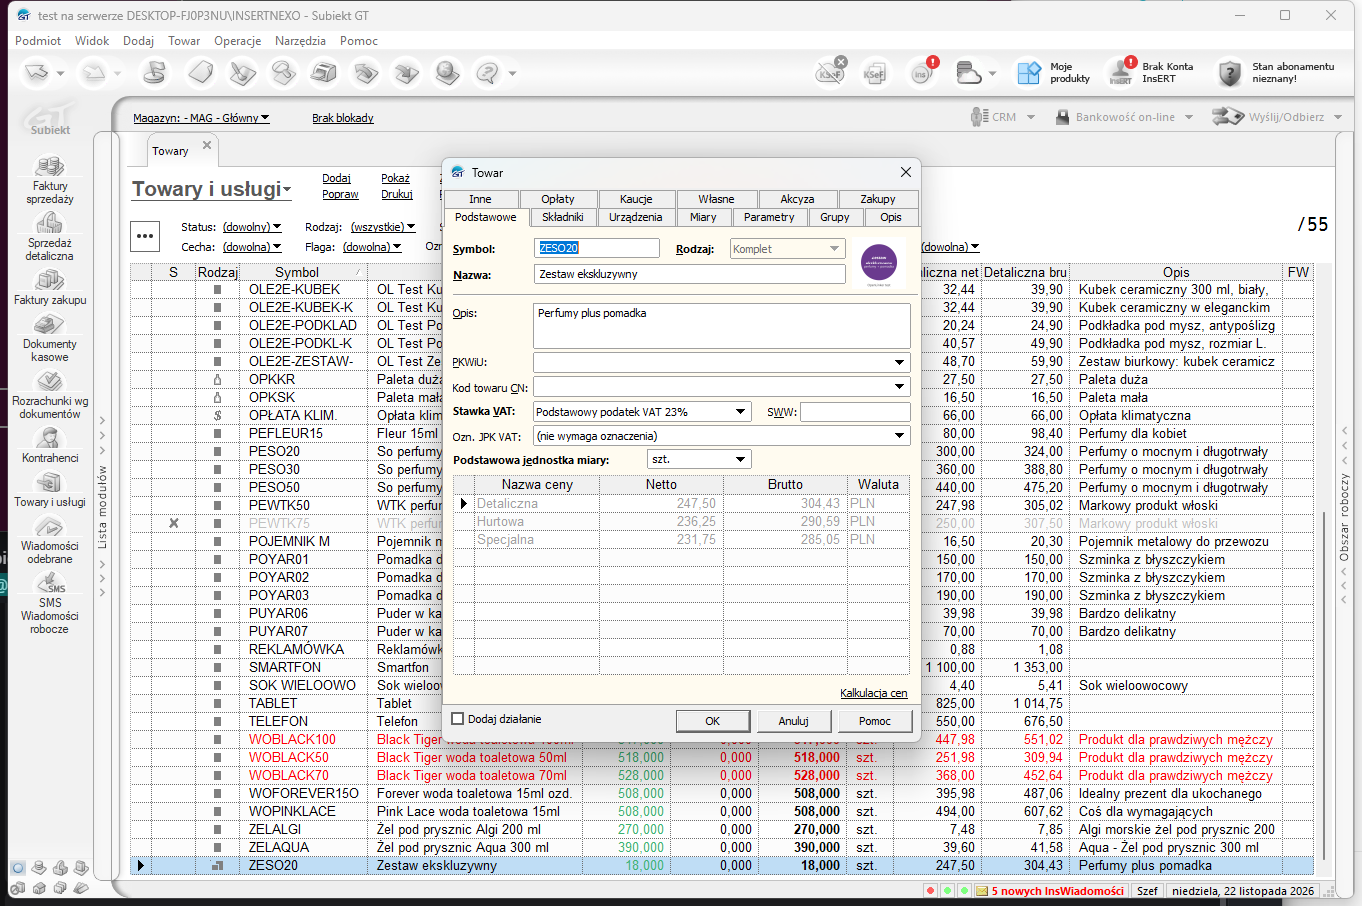 test na serwerze DESKTOP-FJ0P3NU\INSERTNEXO - Subiekt GT
Podmiot Widok Dodaj Towar Operacje Narzędzia Pomoc
KSeF KSeF ins Moje produkty InsERT Brak Konta InsERT Stan abonamentu nieznany!
GT Subiekt
Magazyn: - MAG - Główny Brak blokady CRM Bankowość on-line Wyślij/Odbierz
Faktury sprzedaży
Sprzedaż detaliczna
Faktury zakupu
Dokumenty kasowe
Rozrachunki wg dokumentów
Kontrahenci
Towary i usługi
Wiadomości odebrane
SMS
SMS Wiadomości robocze
Lista modułów
Obszar roboczy
Towary
Towary i usługi
Dodaj Pokaż
Popraw Drukuj
Status: (dowolny) Rodzaj: (wszystkie)
Cecha: (dowolna) Flaga: (dowolna) (dowolna)
/55
S Rodzaj Symbol liczna net Detaliczna bru Opis FW
OLE2E-KUBEK OL Test Ku 32,44 39,90 Kubek ceramiczny 300 ml, biały,
OLE2E-KUBEK-K OL Test Ku 32,44 39,90 Kubek ceramiczny w eleganckim
OLE2E-PODKLAD OL Test Po 20,24 24,90 Podkładka pod mysz, antypoślizg
OLE2E-PODKL-K OL Test Po 40,57 49,90 Podkładka pod mysz, rozmiar L.
OLE2E-ZESTAW- OL Test Ze 48,70 59,90 Zestaw biurkowy: kubek ceramicz
OPKKR Paleta duża 27,50 27,50 Paleta duża
OPKSK Paleta mała 16,50 16,50 Paleta mała
OPŁATA KLIM. Opłata klim 66,00 66,00 Opłata klimatyczna
PEFLEUR15 Fleur 15ml 80,00 98,40 Perfumy dla kobiet
PESO20 So perfumy 300,00 324,00 Perfumy o mocnym i długotrwały
PESO30 So perfumy 360,00 388,80 Perfumy o mocnym i długotrwały
PESO50 So perfumy 440,00 475,20 Perfumy o mocnym i długotrwały
PEWTK50 WTK perfum 247,98 305,02 Markowy produkt włoski
X PEWTK75 WTK perfum 250,00 307,50 Markowy produkt włoski
POJEMNIK M Pojemnik m 16,50 20,30 Pojemnik metalowy do przewozu
POYAR01 Pomadka d 150,00 150,00 Szminka z błyszczykiem
POYAR02 Pomadka d 170,00 170,00 Szminka z błyszczykiem
POYAR03 Pomadka d 190,00 190,00 Szminka z błyszczykiem
PUYAR06 Puder w ka 39,98 39,98 Bardzo delikatny
PUYAR07 Puder w ka 70,00 70,00 Bardzo delikatny
REKLAMÓWKA Reklamówk 0,88 1,08
SMARTFON Smartfon 1 100,00 1 353,00
SOK WIELOOWO Sok wieloow 4,40 5,41 Sok wieloowocowy
TABLET Tablet 825,00 1 014,75
TELEFON Telefon 550,00 676,50
WOBLACK100 Black Tiger woda toaletowa 100ml 447,98 551,02 Produkt dla prawdziwych mężczy
WOBLACK50 Black Tiger woda toaletowa 50ml 518,000 0,000 518,000 szt. 251,98 309,94 Produkt dla prawdziwych mężczy
WOBLACK70 Black Tiger woda toaletowa 70ml 528,000 0,000 528,000 szt. 368,00 452,64 Produkt dla prawdziwych mężczy
WOFOREVER15O Forever woda toaletowa 15ml ozd. 508,000 0,000 508,000 szt. 395,98 487,06 Idealny prezent dla ukochanego
WOPINKLACE Pink Lace woda toaletowa 15ml 508,000 0,000 508,000 szt. 494,00 607,62 Coś dla wymagających
ZELALGI Żel pod prysznic Algi 200 ml 270,000 0,000 270,000 szt. 7,48 7,85 Algi morskie żel pod prysznic 200
ZELAQUA Żel pod prysznic Aqua 300 ml 390,000 0,000 390,000 szt. 39,60 41,58 Aqua - Żel pod prysznic 300 ml
ZESO20 Zestaw ekskluzywny 18,000 0,000 18,000 szt. 247,50 304,43 Perfumy plus pomadka
Towar
Inne Opłaty Kaucje Własne Akcyza Zakupy
Podstawowe Składniki Urządzenia Miary Parametry Grupy Opis
Symbol: ZESO20 Rodzaj: Komplet
Nazwa: Zestaw ekskluzywny
Opis: Perfumy plus pomadka
PKWiU:
Kod towaru CN:
Stawka VAT: Podstawowy podatek VAT 23% SWW:
Ozn. JPK VAT: (nie wymaga oznaczenia)
Podstawowa jednostka miary: szt.
Nazwa ceny Netto Brutto Waluta
Detaliczna 247,50 304,43 PLN
Hurtowa 236,25 290,59 PLN
Specjalna 231,75 285,05 PLN
Kalkulacja cen
Dodaj działanie OK Anuluj Pomoc
5 nowych InsWiadomości Szef niedziela, 22 listopada 2026